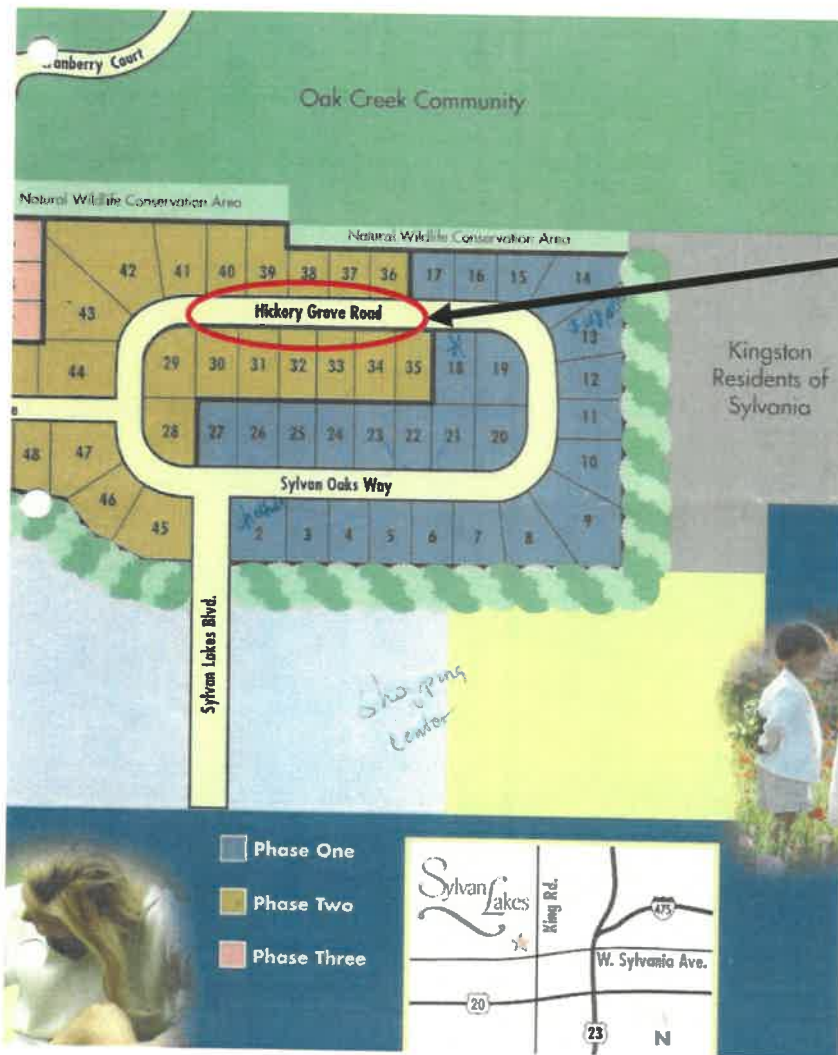 Court
Oak Creek Community
Natural Wildlife Conservation Area
Natural Wildlife Conservation Area
42 41 40 39 38 37 36 17 16 15 14
43
Hickory Grove Road
13
Kingston
Residents of
Sylvania
44 29 30 31 32 33 34 35 18 19 12
11
28 27 26 25 24 23 22 21 20
10
48 47
Sylvan Oaks Way
46
45 2 3 4 5 6 7 8 9
Sylvan Lakes Blvd.
Shopping
center
Phase One
Phase Two
Phase Three
Sylvan Lakes
King Rd.
475
W. Sylvania Ave.
20
23
N